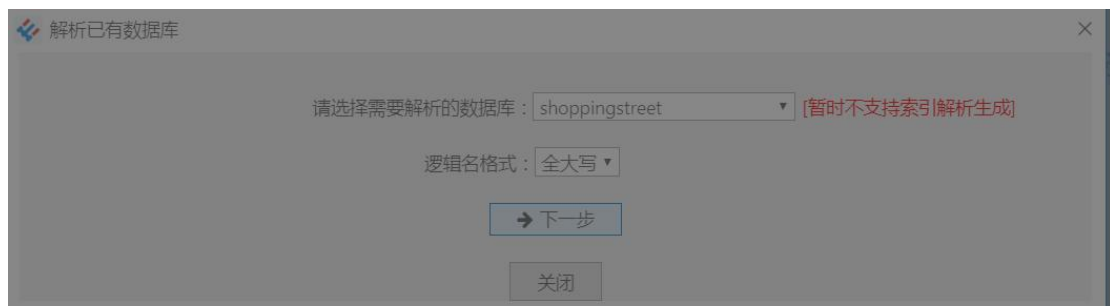 解析已有数据库
请选择需要解析的数据库：shoppingstreet [暂时不支持索引解析生成]
逻辑名格式：全大写
下一步
关闭